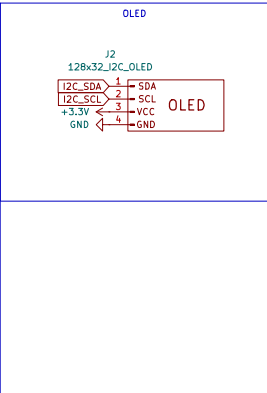 OLED
J2
128x32_I2C_OLED
I2C_SDA 1 SDA
I2C_SCL 2 SCL
+3.3V 3 VCC
GND 4 GND
OLED